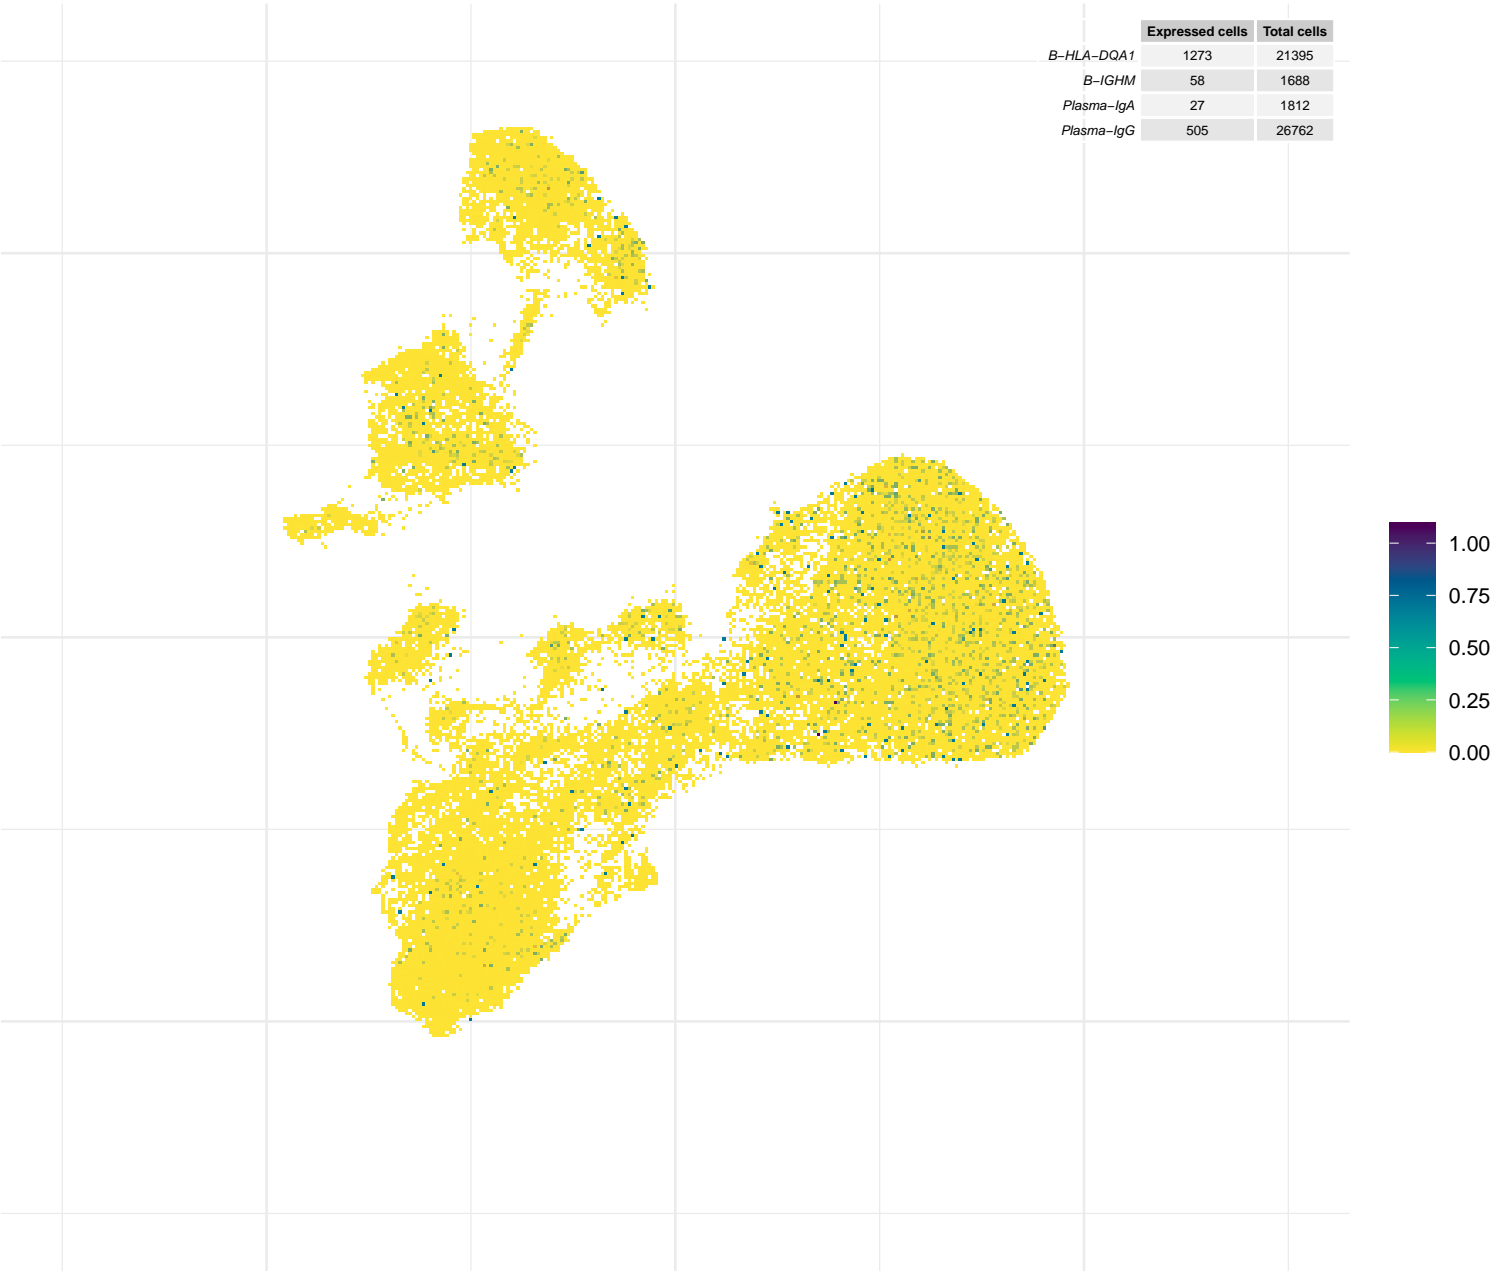 Expressed cells Total cells
B−HLA−DQA1 1273 21395
B−IGHM 58 1688
Plasma−IgA 27 1812
Plasma−IgG 505 26762
1.00
0.75
0.50
0.25
0.00